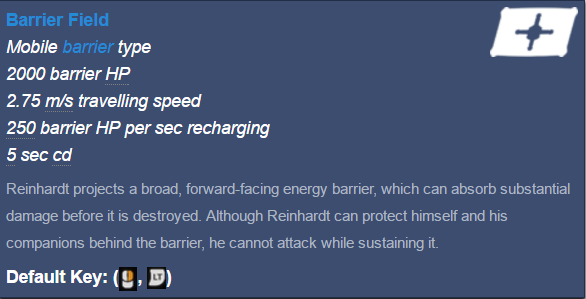 Barrier Field
Mobile barrier type
2000 barrier HP
2.75 m/s travelling speed
250 barrier HP per sec recharging
5 sec cd
Reinhardt projects a broad, forward-facing energy barrier, which can absorb substantial
damage before it is destroyed. Although Reinhardt can protect himself and his
companions behind the barrier, he cannot attack while sustaining it.
Default Key: ( , LT)